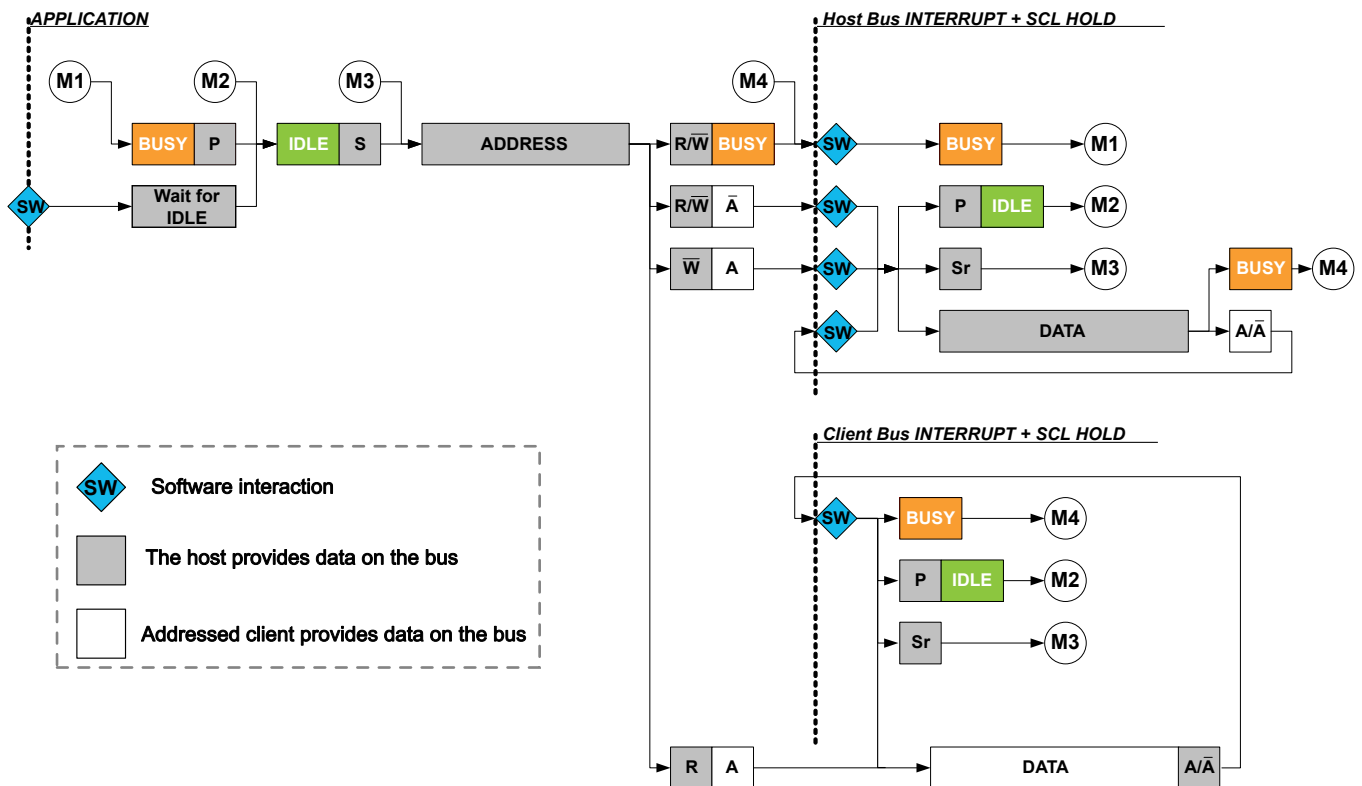 APPLICATION
Host Bus INTERRUPT + SCL HOLD
M1
M2
M3
M4
BUSY P
IDLE S
ADDRESS
R/W̅ BUSY
SW
BUSY
M1
SW
Wait for
IDLE
R/W̅ A̅
SW
P IDLE
M2
W̅ A
SW
Sr
M3
BUSY
M4
SW
DATA
A/A̅
Client Bus INTERRUPT + SCL HOLD
SW
BUSY
M4
P IDLE
M2
Sr
M3
R A
DATA
A/A̅
SW
Software interaction
The host provides data on the bus
Addressed client provides data on the bus